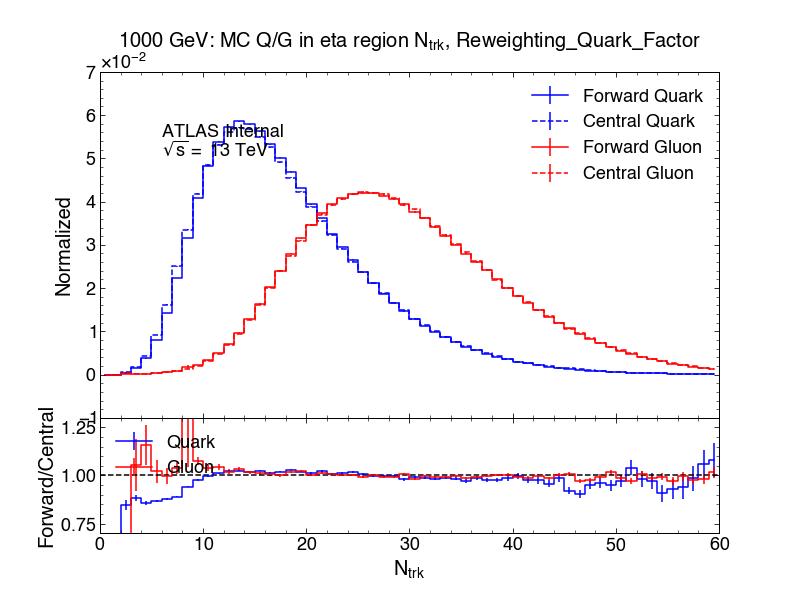 1000 GeV: MC Q/G in eta region N_trk, Reweighting_Quark_Factor
×10⁻²
7
6
5
4
3
2
1
0
−1
Normalized
ATLAS Internal
√s = 13 TeV
Forward Quark
Central Quark
Forward Gluon
Central Gluon
Forward/Central
1.25
1.00
0.75
Quark
Gluon
0 10 20 30 40 50 60
N_trk